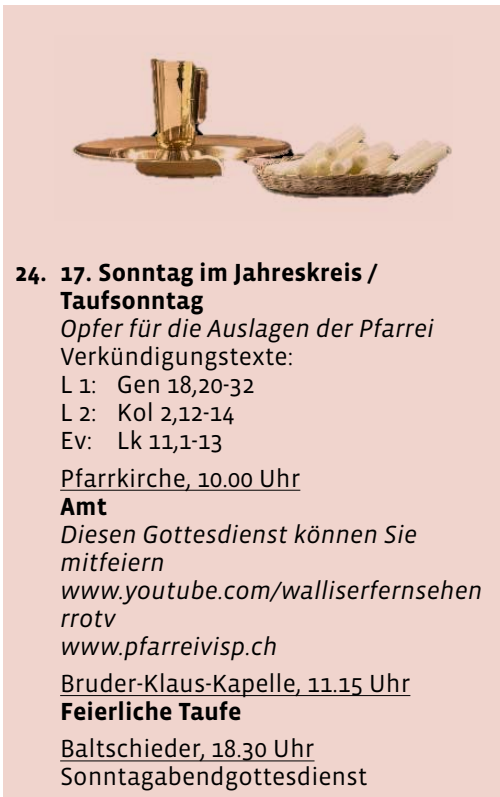 24. 17. Sonntag im Jahreskreis /
Taufsonntag
Opfer für die Auslagen der Pfarrei
Verkündigungstexte:
L 1: Gen 18,20-32
L 2: Kol 2,12-14
Ev: Lk 11,1-13
Pfarrkirche, 10.00 Uhr
Amt
Diesen Gottesdienst können Sie
mitfeiern
www.youtube.com/walliserfernsehen
rrotv
www.pfarreivisp.ch
Bruder-Klaus-Kapelle, 11.15 Uhr
Feierliche Taufe
Baltschieder, 18.30 Uhr
Sonntagabendgottesdienst